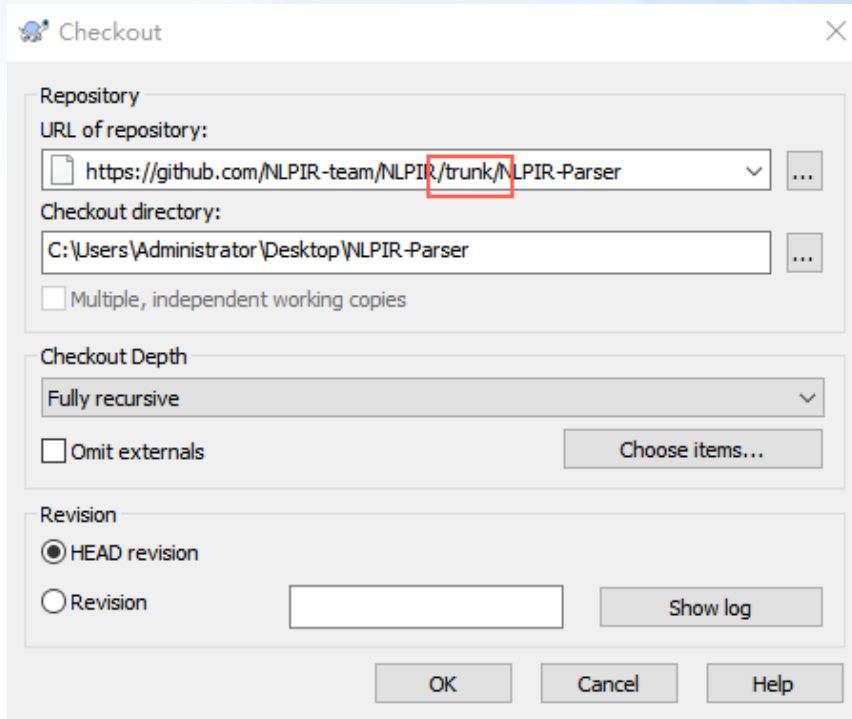 Checkout
Repository
URL of repository:
https://github.com/NLPIR-team/NLPIR/trunk/NLPIR-Parser
...
Checkout directory:
C:\Users\Administrator\Desktop\NLPIR-Parser
...
Multiple, independent working copies
Checkout Depth
Fully recursive
Omit externals
Choose items...
Revision
HEAD revision
Revision
Show log
OK
Cancel
Help